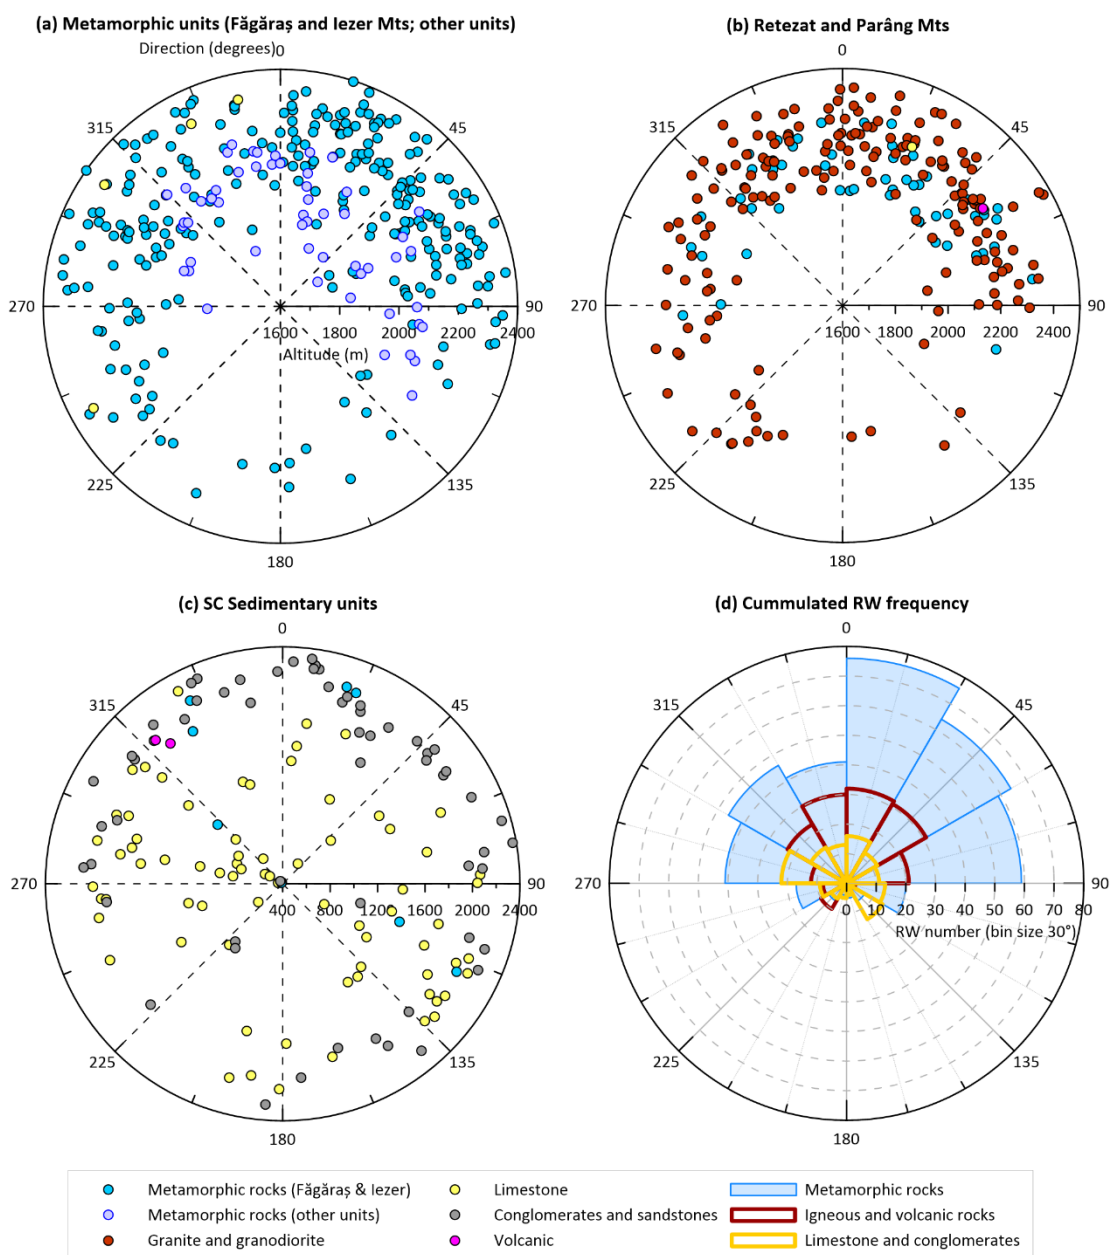 (a) Metamorphic units (Făgăraș and Iezer Mts; other units)
Direction (degrees) 0
315 45
270 90
1600 1800 2000 2200 2400
Altitude (m)
225 135
180
(b) Retezat and Parâng Mts
0
315 45
270 90
1600 1800 2000 2200 2400
225 135
180
(c) SC Sedimentary units
0
315 45
270 90
400 800 1200 1600 2000 2400
225 135
180
(d) Cummulated RW frequency
0
315 45
270 90
0 10 20 30 40 50 60 70 80
RW number (bin size 30°)
225 135
180
Metamorphic rocks (Făgăraș & Iezer)
Metamorphic rocks (other units)
Granite and granodiorite
Limestone
Conglomerates and sandstones
Volcanic
Metamorphic rocks
Igneous and volcanic rocks
Limestone and conglomerates